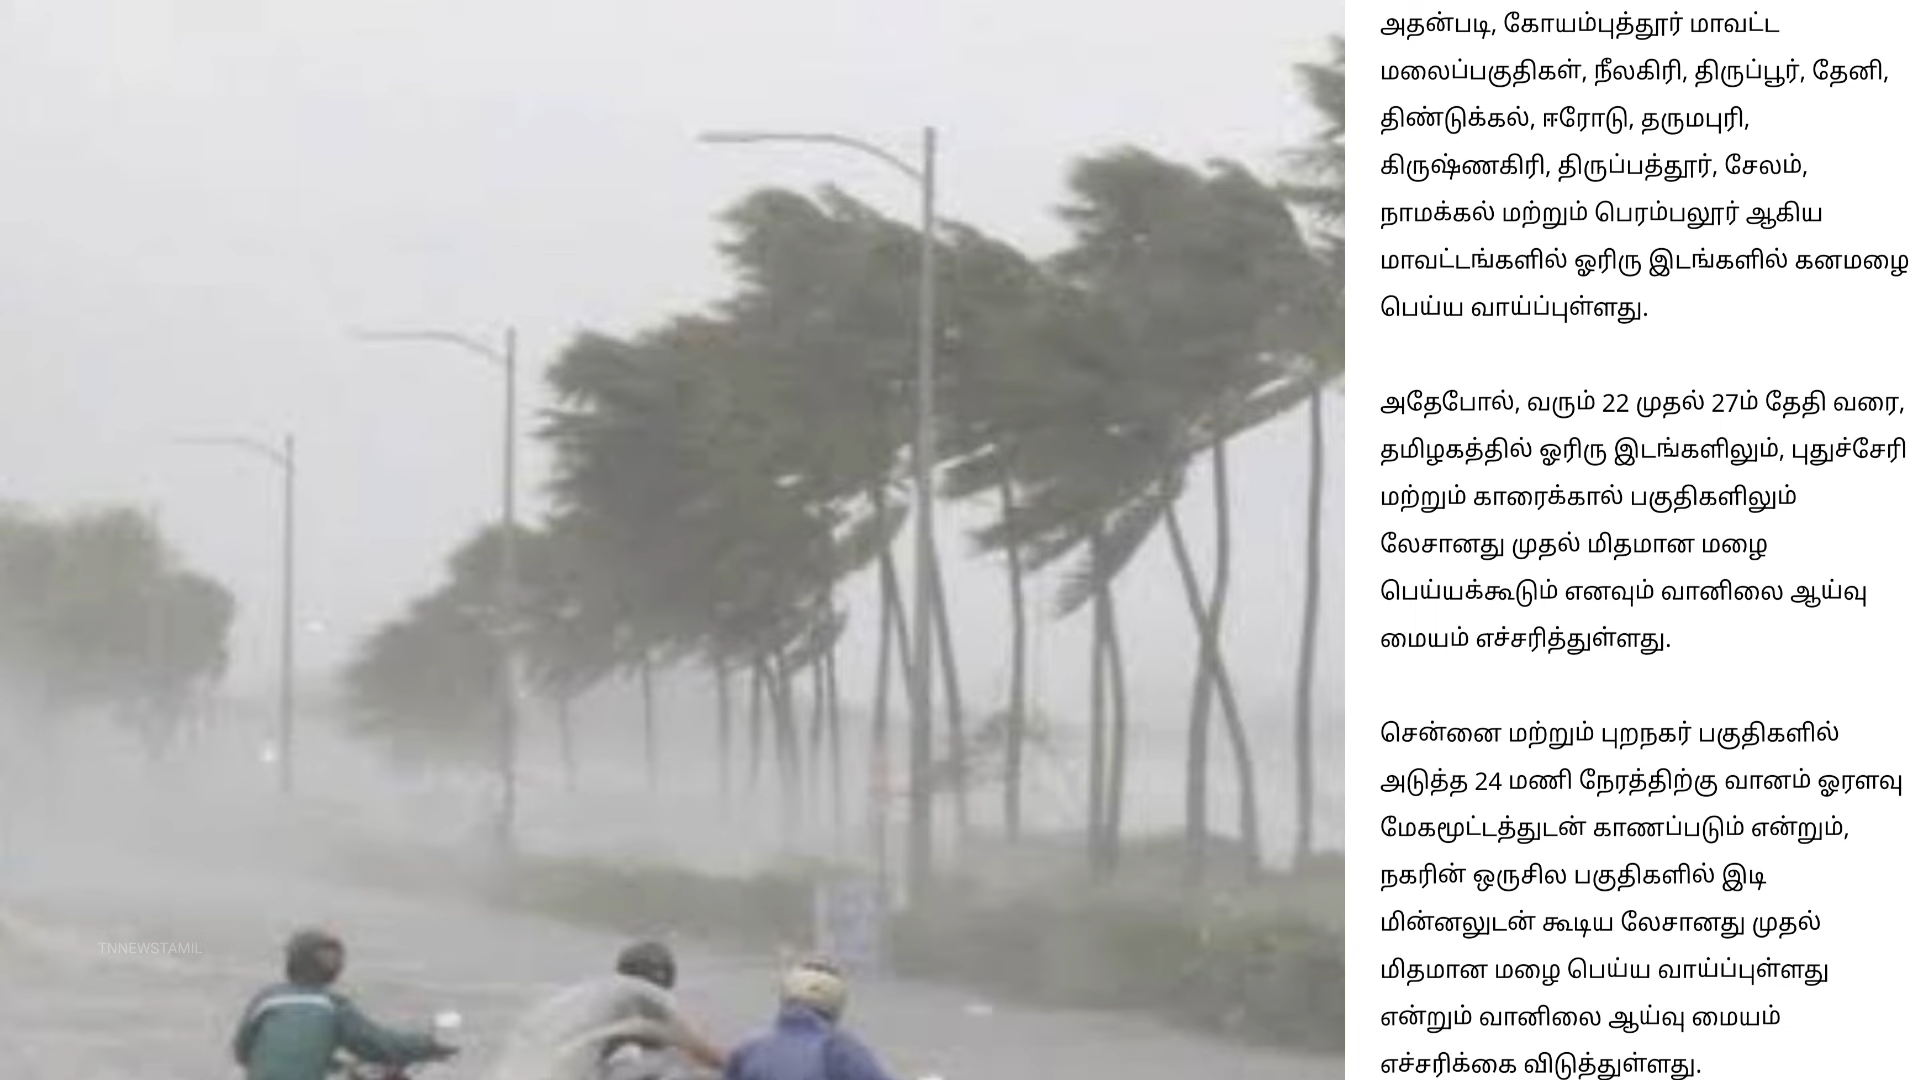 அதன்படி, கோயம்புத்தூர் மாவட்ட
மலைப்பகுதிகள், நீலகிரி, திருப்பூர், தேனி,
திண்டுக்கல், ஈரோடு, தருமபுரி,
கிருஷ்ணகிரி, திருப்பத்தூர், சேலம்,
நாமக்கல் மற்றும் பெரம்பலூர் ஆகிய
மாவட்டங்களில் ஓரிரு இடங்களில் கனமழை
பெய்ய வாய்ப்புள்ளது.
அதேபோல், வரும் 22 முதல் 27ம் தேதி வரை,
தமிழகத்தில் ஓரிரு இடங்களிலும், புதுச்சேரி
மற்றும் காரைக்கால் பகுதிகளிலும்
லேசானது முதல் மிதமான மழை
பெய்யக்கூடும் எனவும் வானிலை ஆய்வு
மையம் எச்சரித்துள்ளது.
சென்னை மற்றும் புறநகர் பகுதிகளில்
அடுத்த 24 மணி நேரத்திற்கு வானம் ஓரளவு
மேகமூட்டத்துடன் காணப்படும் என்றும்,
நகரின் ஒருசில பகுதிகளில் இடி
மின்னலுடன் கூடிய லேசானது முதல்
மிதமான மழை பெய்ய வாய்ப்புள்ளது
என்றும் வானிலை ஆய்வு மையம்
எச்சரிக்கை விடுத்துள்ளது.
TNNEWSTAMIL